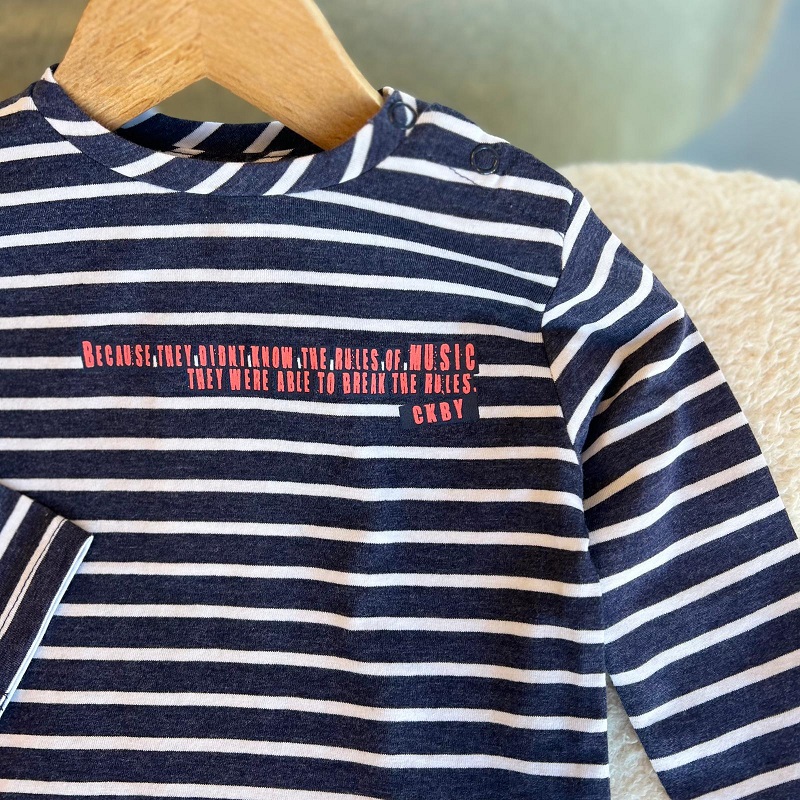 BECAUSE THEY DIDNT KNOW THE RULES OF MUSIC
THEY WERE ABLE TO BREAK THE RULES.
CKBY